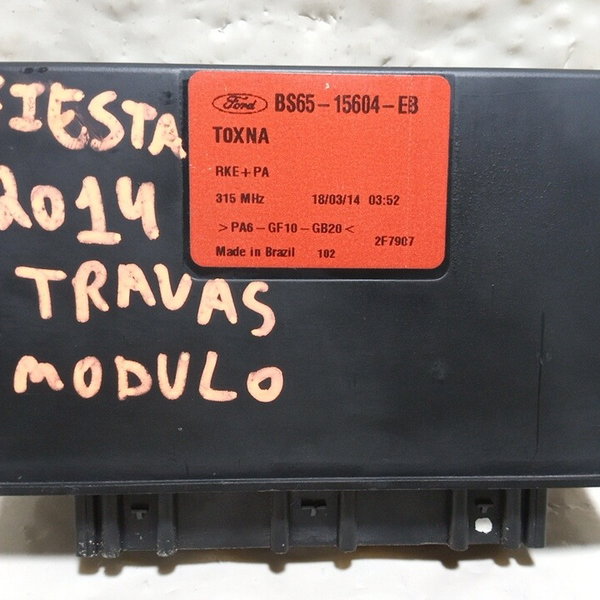 FIESTA
2014
TRAVAS
MODULO
Ford BS65-15604-EB
TOXNA
RKE+PA
315 MHz 18/03/14 03:52
>PA6-GF10-GB20<
2F7907
Made in Brazil 102